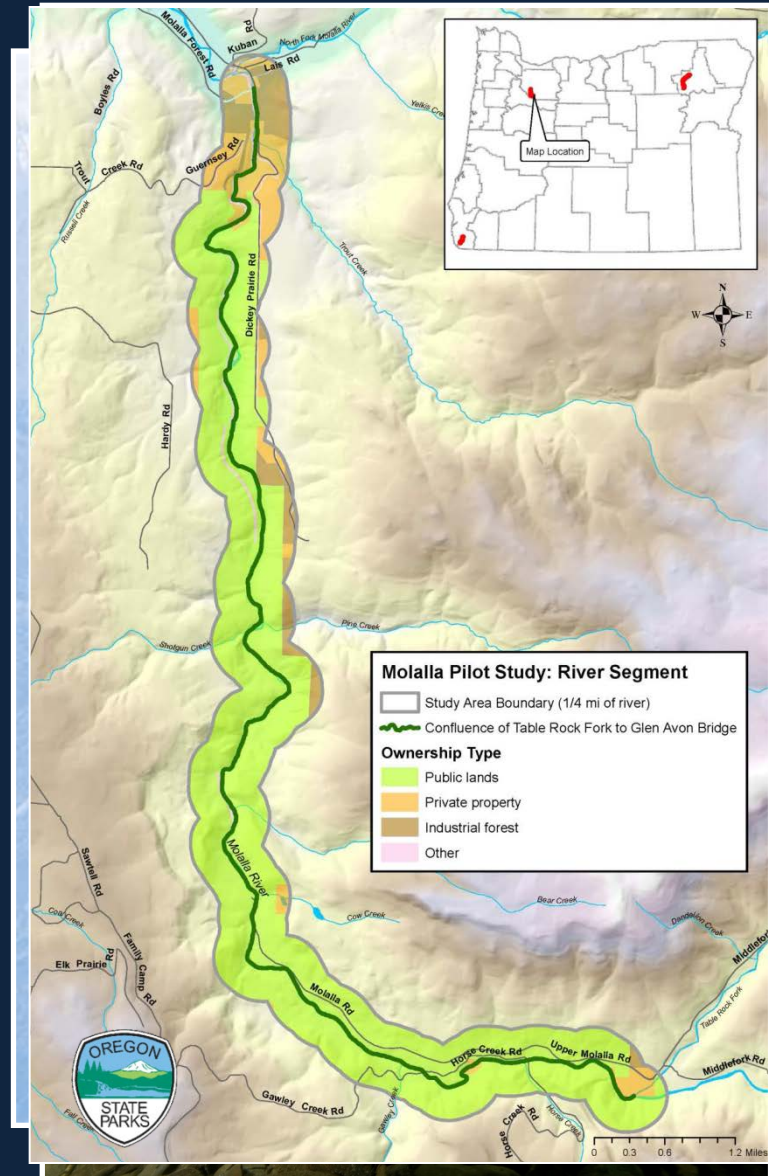 Molalla Forest Rd
Kuban
Rd
North Fork Molalla River
Lais Rd
Boyles Rd
Guernsey Rd
Trout
Creek Rd
Russell Creek
Trout Creek
Map Location
N
W
E
S
Dickey Prairie Rd
Hardy Rd
Pine Creek
Shotgun Creek
Molalla Pilot Study: River Segment
Study Area Boundary (1/4 mi of river)
Confluence of Table Rock Fork to Glen Avon Bridge
Ownership Type
Public lands
Private property
Industrial forest
Other
Molalla River
Sawtell Rd
Cow Creek
Bear Creek
Dandelion Creek
Elk Prairie
Rd
Family Camp
Rd
Table Rock Fork
Molalla Rd
Horse Creek Rd
Upper Molalla Rd
Middlefork Rd
Gawley Creek Rd
Gawley Creek
Horse Creek
Rd
Horse Creek
OREGON
STATE
PARKS
0 0.3 0.6 1.2 Miles